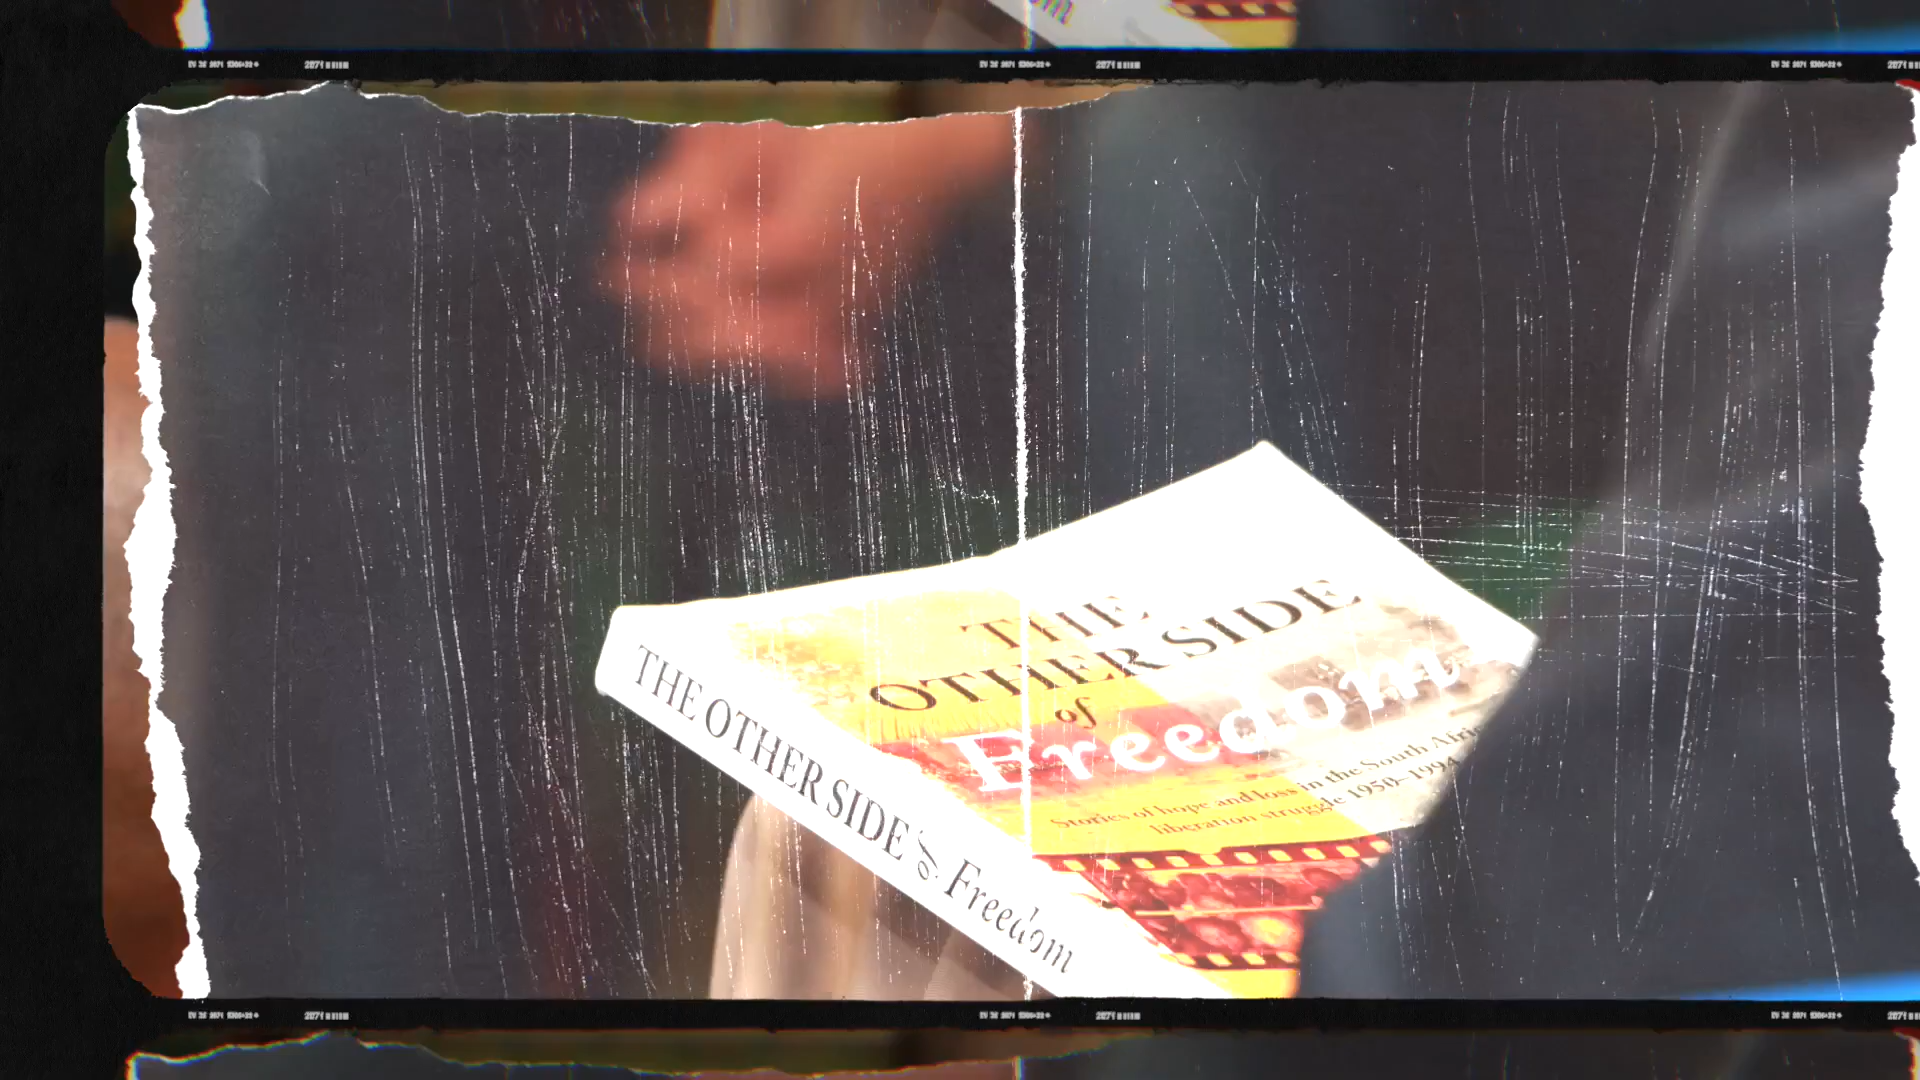 THE
OTHER SIDE
of
Freedom
Stories of hope and loss in the South Afric
liberation struggle 1950–1994
THE OTHER SIDE of Freedom